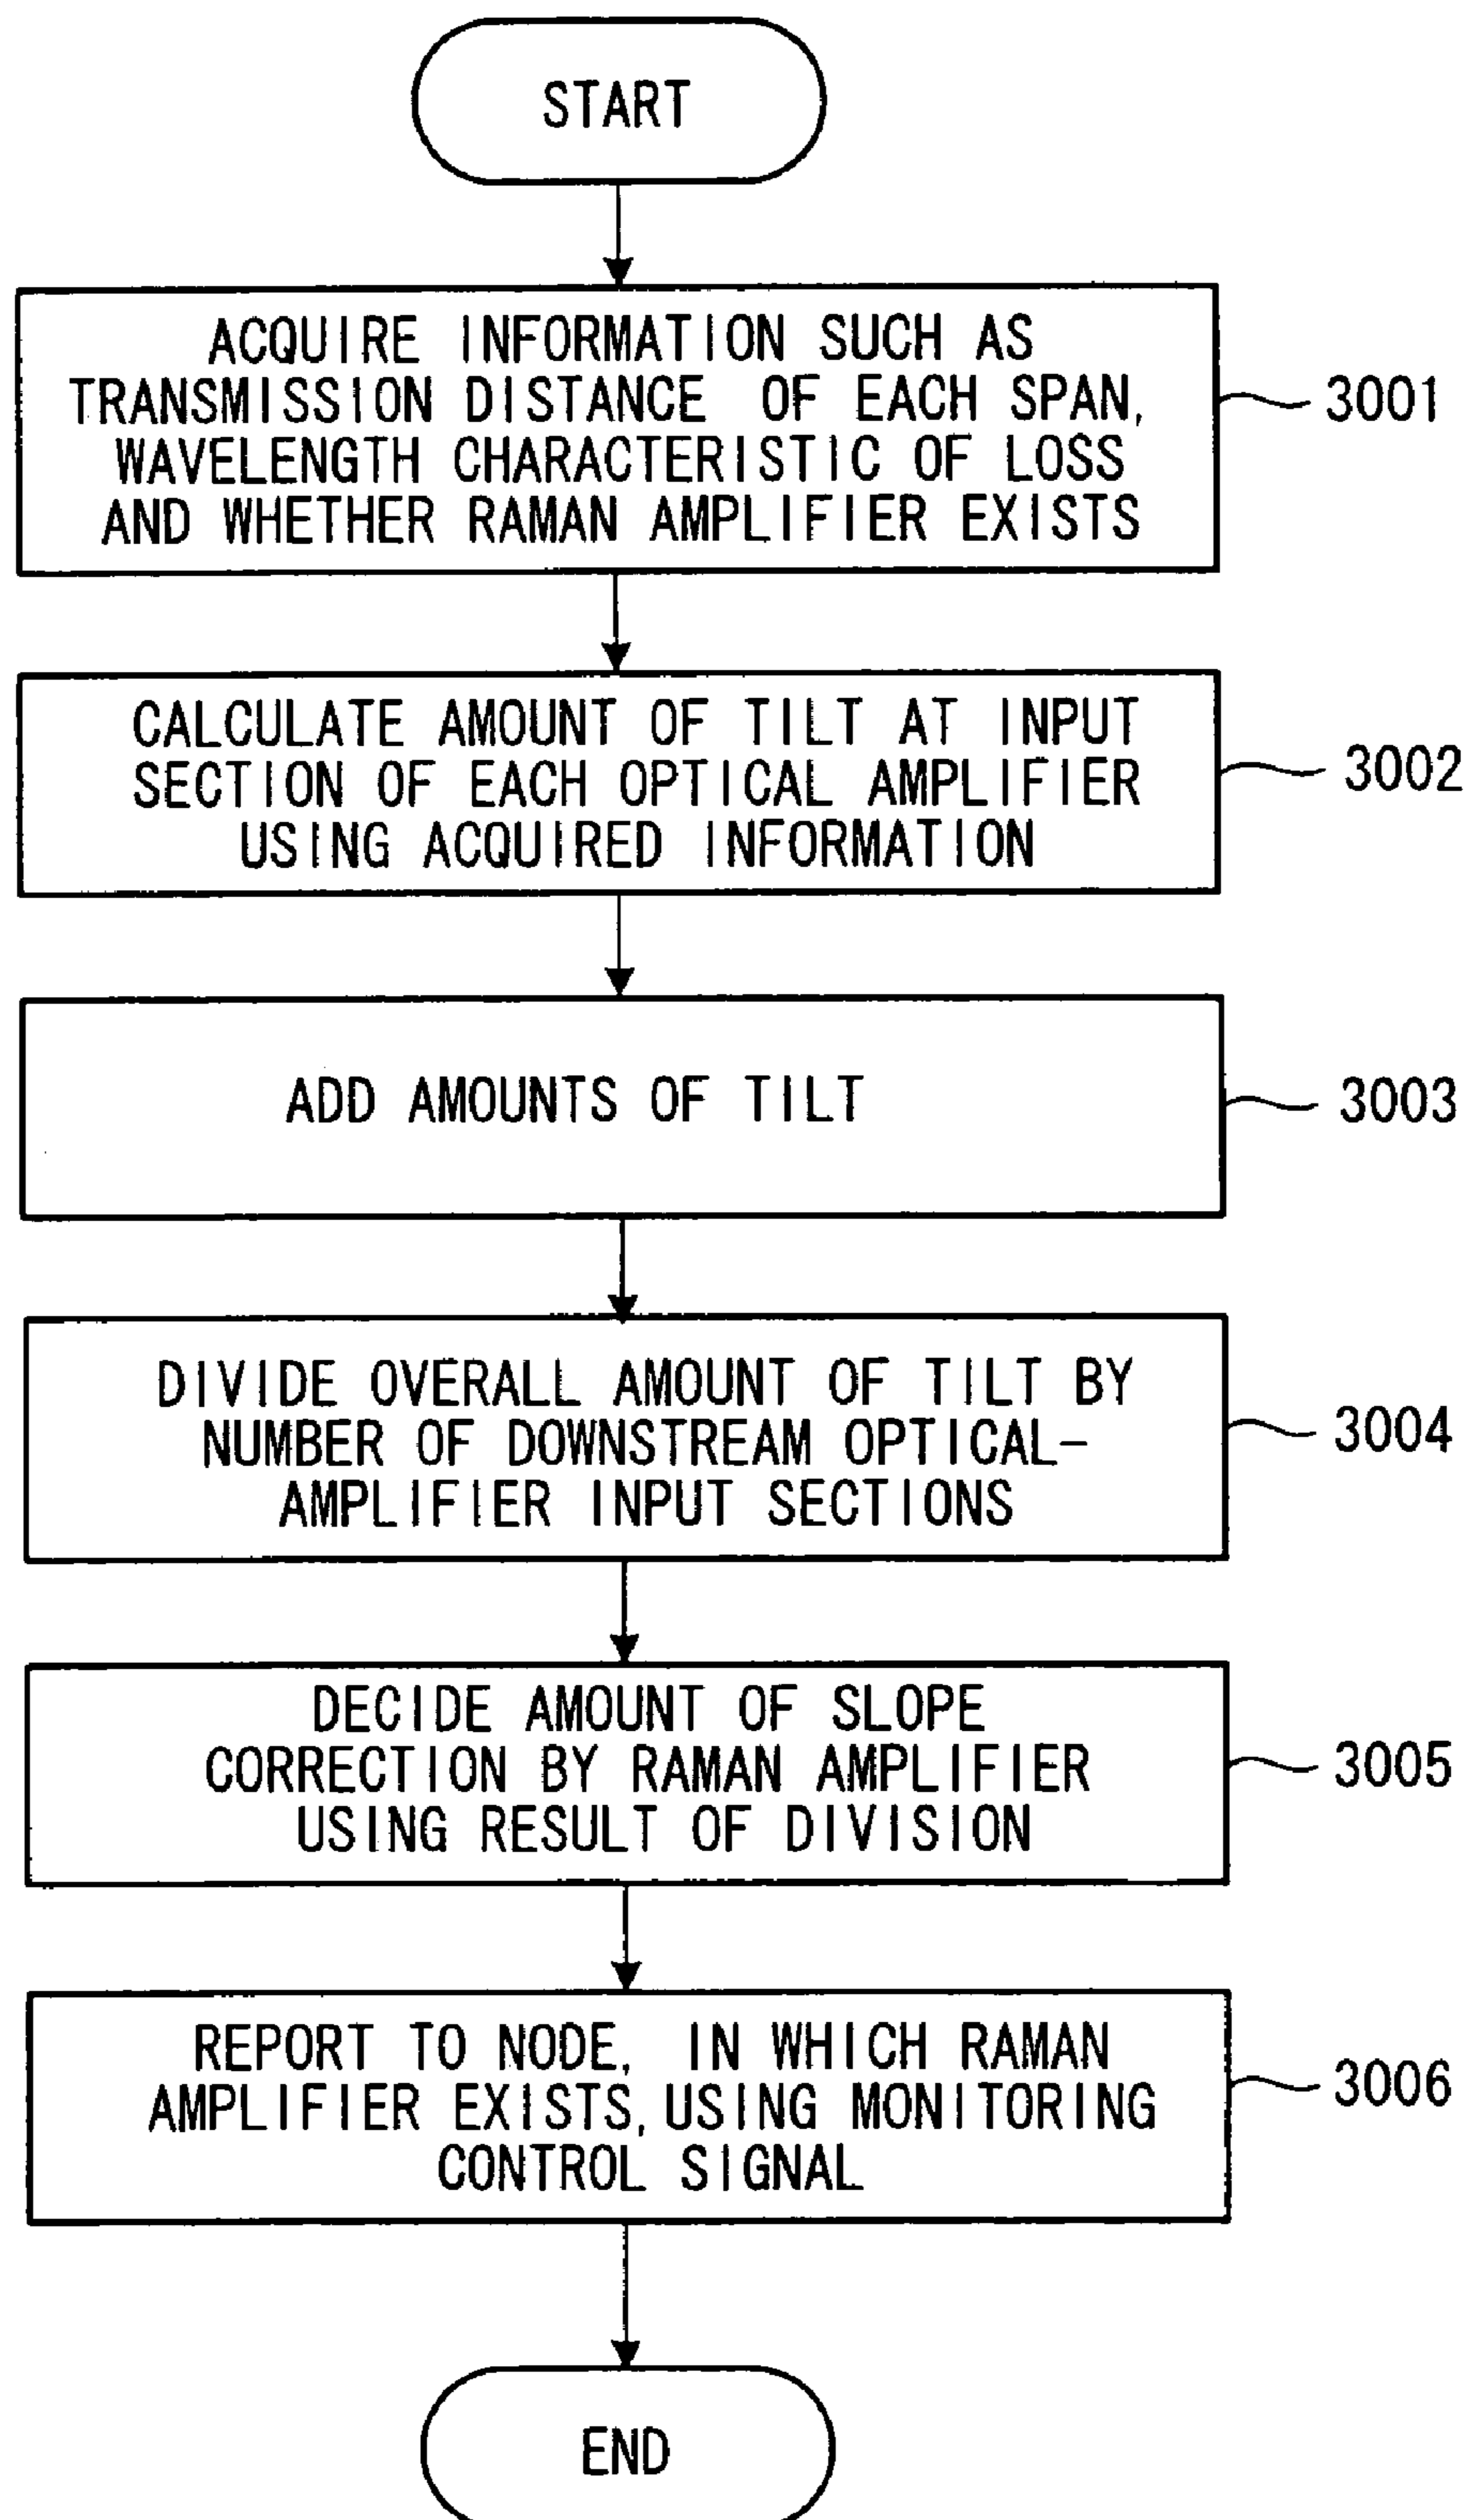 START
ACQUIRE INFORMATION SUCH AS
TRANSMISSION DISTANCE OF EACH SPAN,
WAVELENGTH CHARACTERISTIC OF LOSS
AND WHETHER RAMAN AMPLIFIER EXISTS
3001
CALCULATE AMOUNT OF TILT AT INPUT
SECTION OF EACH OPTICAL AMPLIFIER
USING ACQUIRED INFORMATION
3002
ADD AMOUNTS OF TILT
3003
DIVIDE OVERALL AMOUNT OF TILT BY
NUMBER OF DOWNSTREAM OPTICAL-
AMPLIFIER INPUT SECTIONS
3004
DECIDE AMOUNT OF SLOPE
CORRECTION BY RAMAN AMPLIFIER
USING RESULT OF DIVISION
3005
REPORT TO NODE, IN WHICH RAMAN
AMPLIFIER EXISTS, USING MONITORING
CONTROL SIGNAL
3006
END